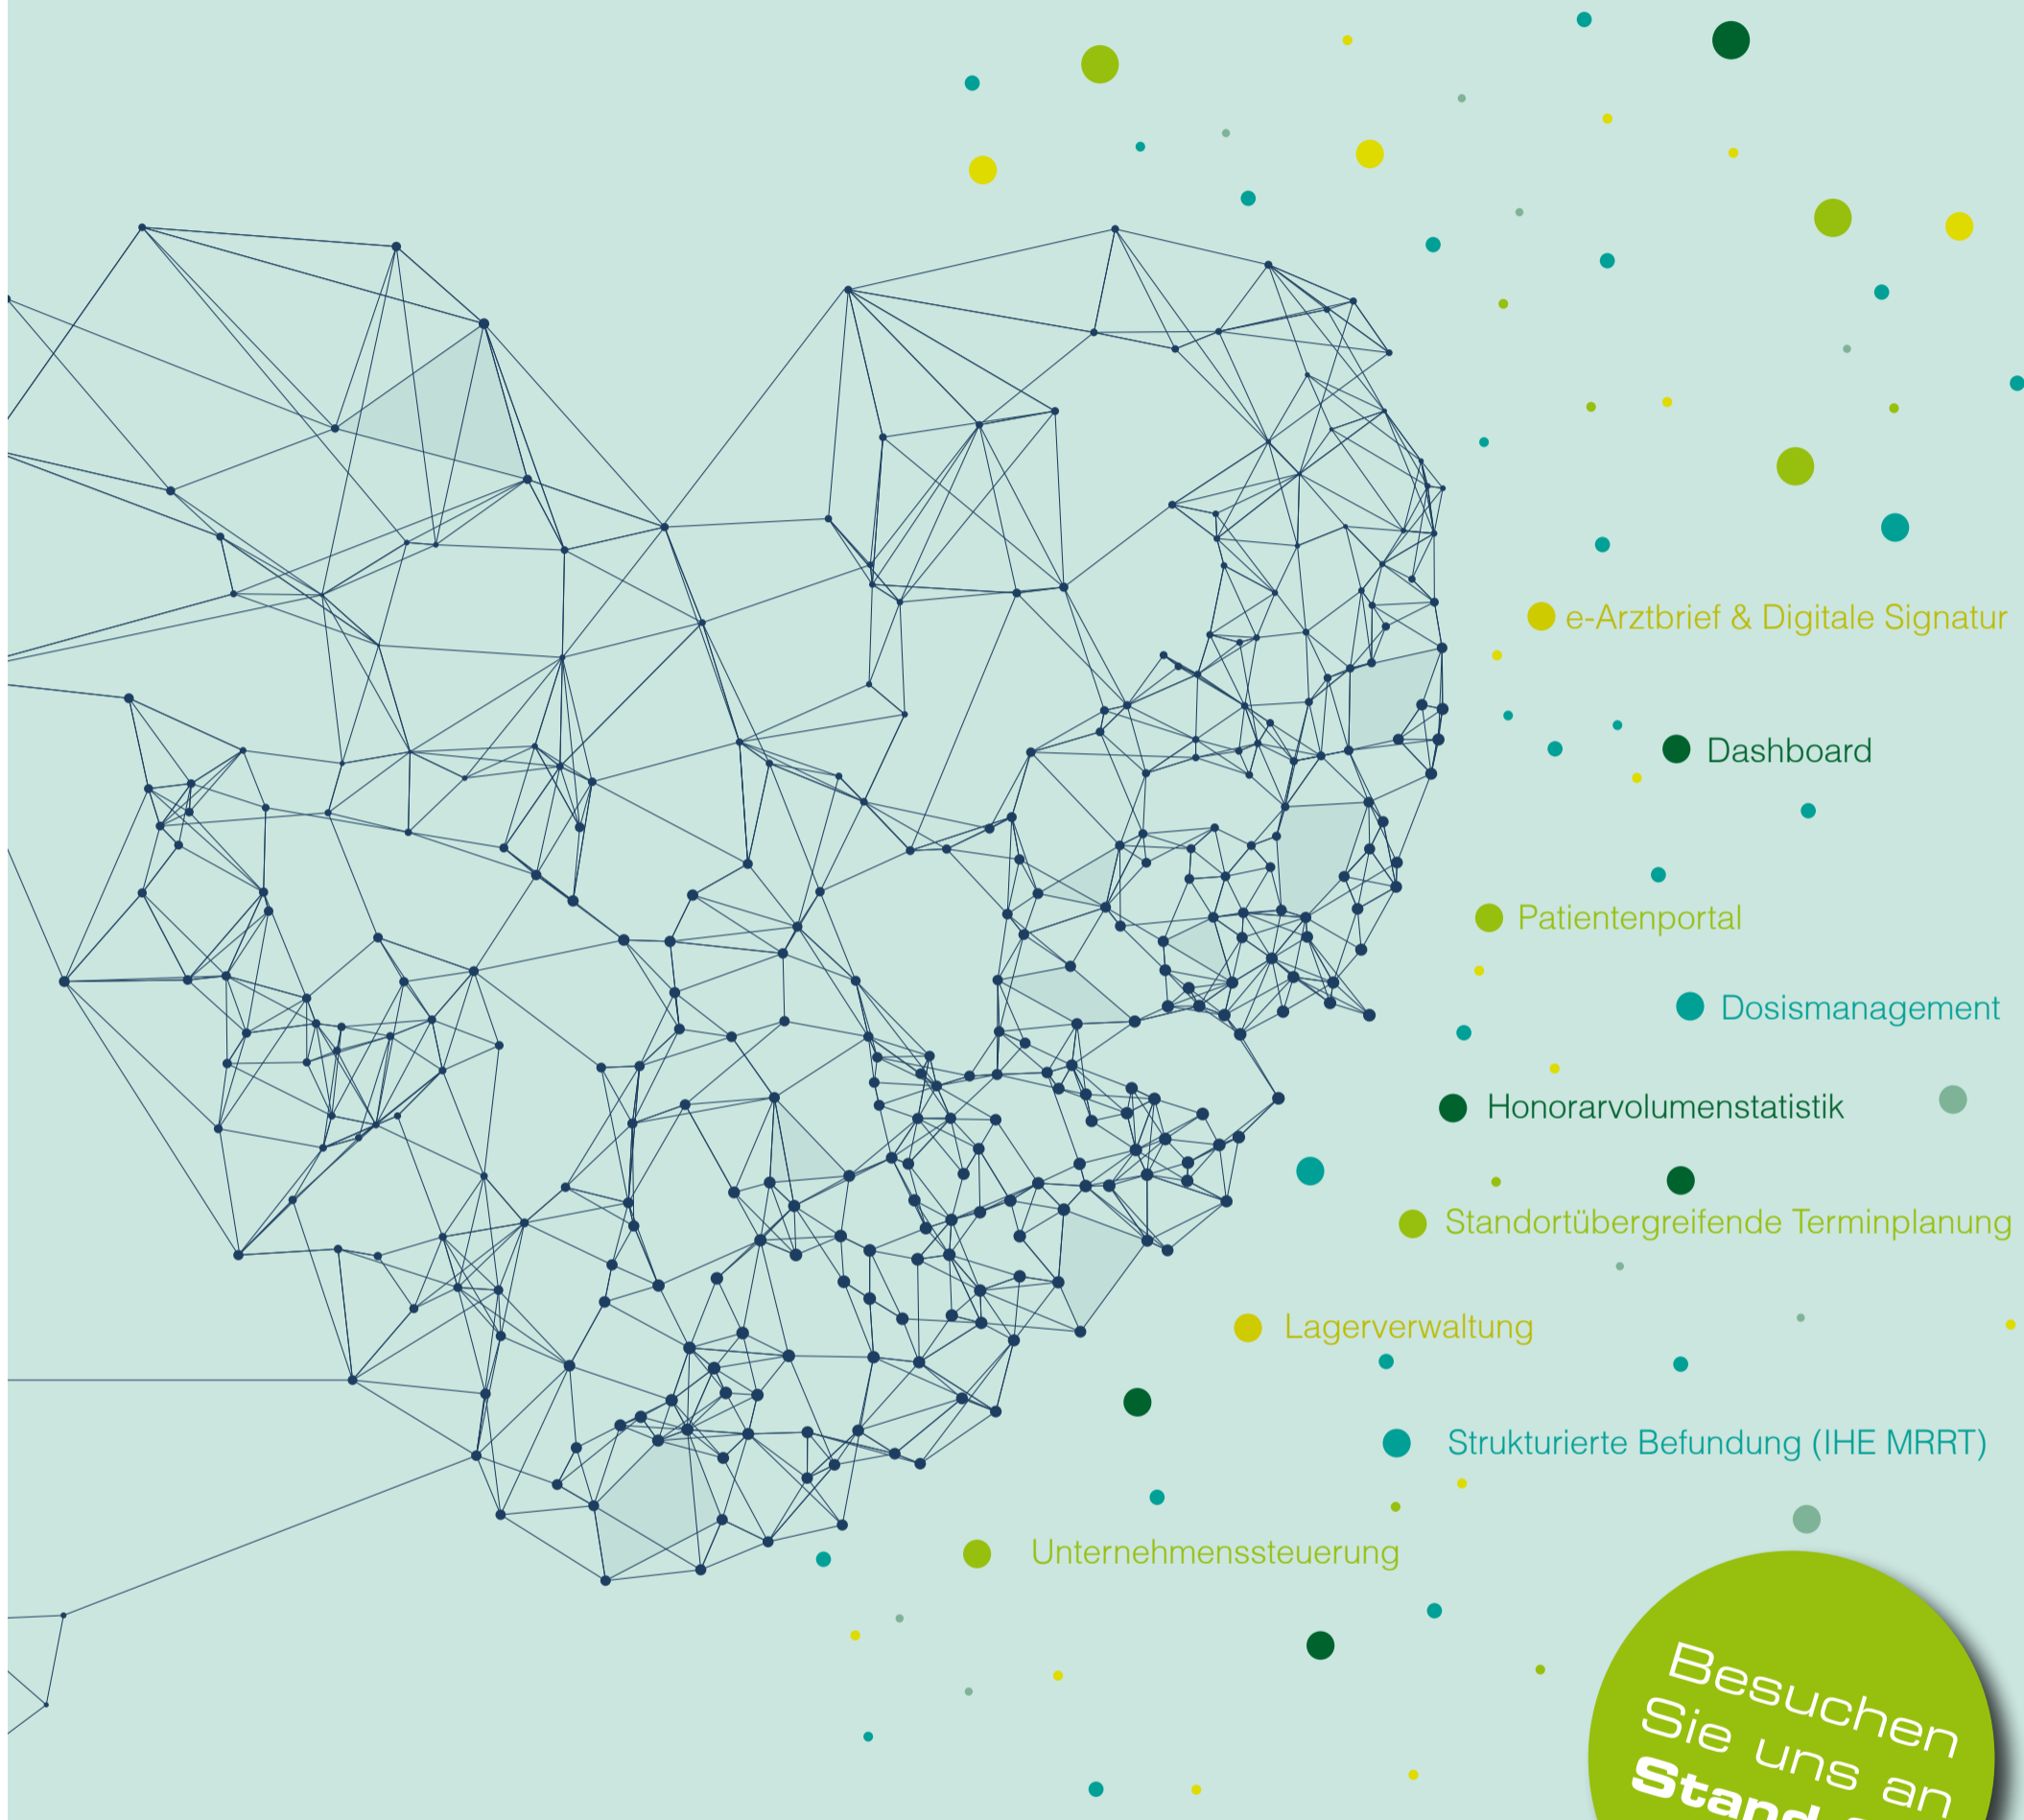 e-Arztbrief & Digitale Signatur
Dashboard
Patientenportal
Dosismanagement
Honorarvolumenstatistik
Standortübergreifende Terminplanung
Lagerverwaltung
Strukturierte Befundung (IHE MRRT)
Unternehmenssteuerung
Besuchen
Sie uns an
Stand